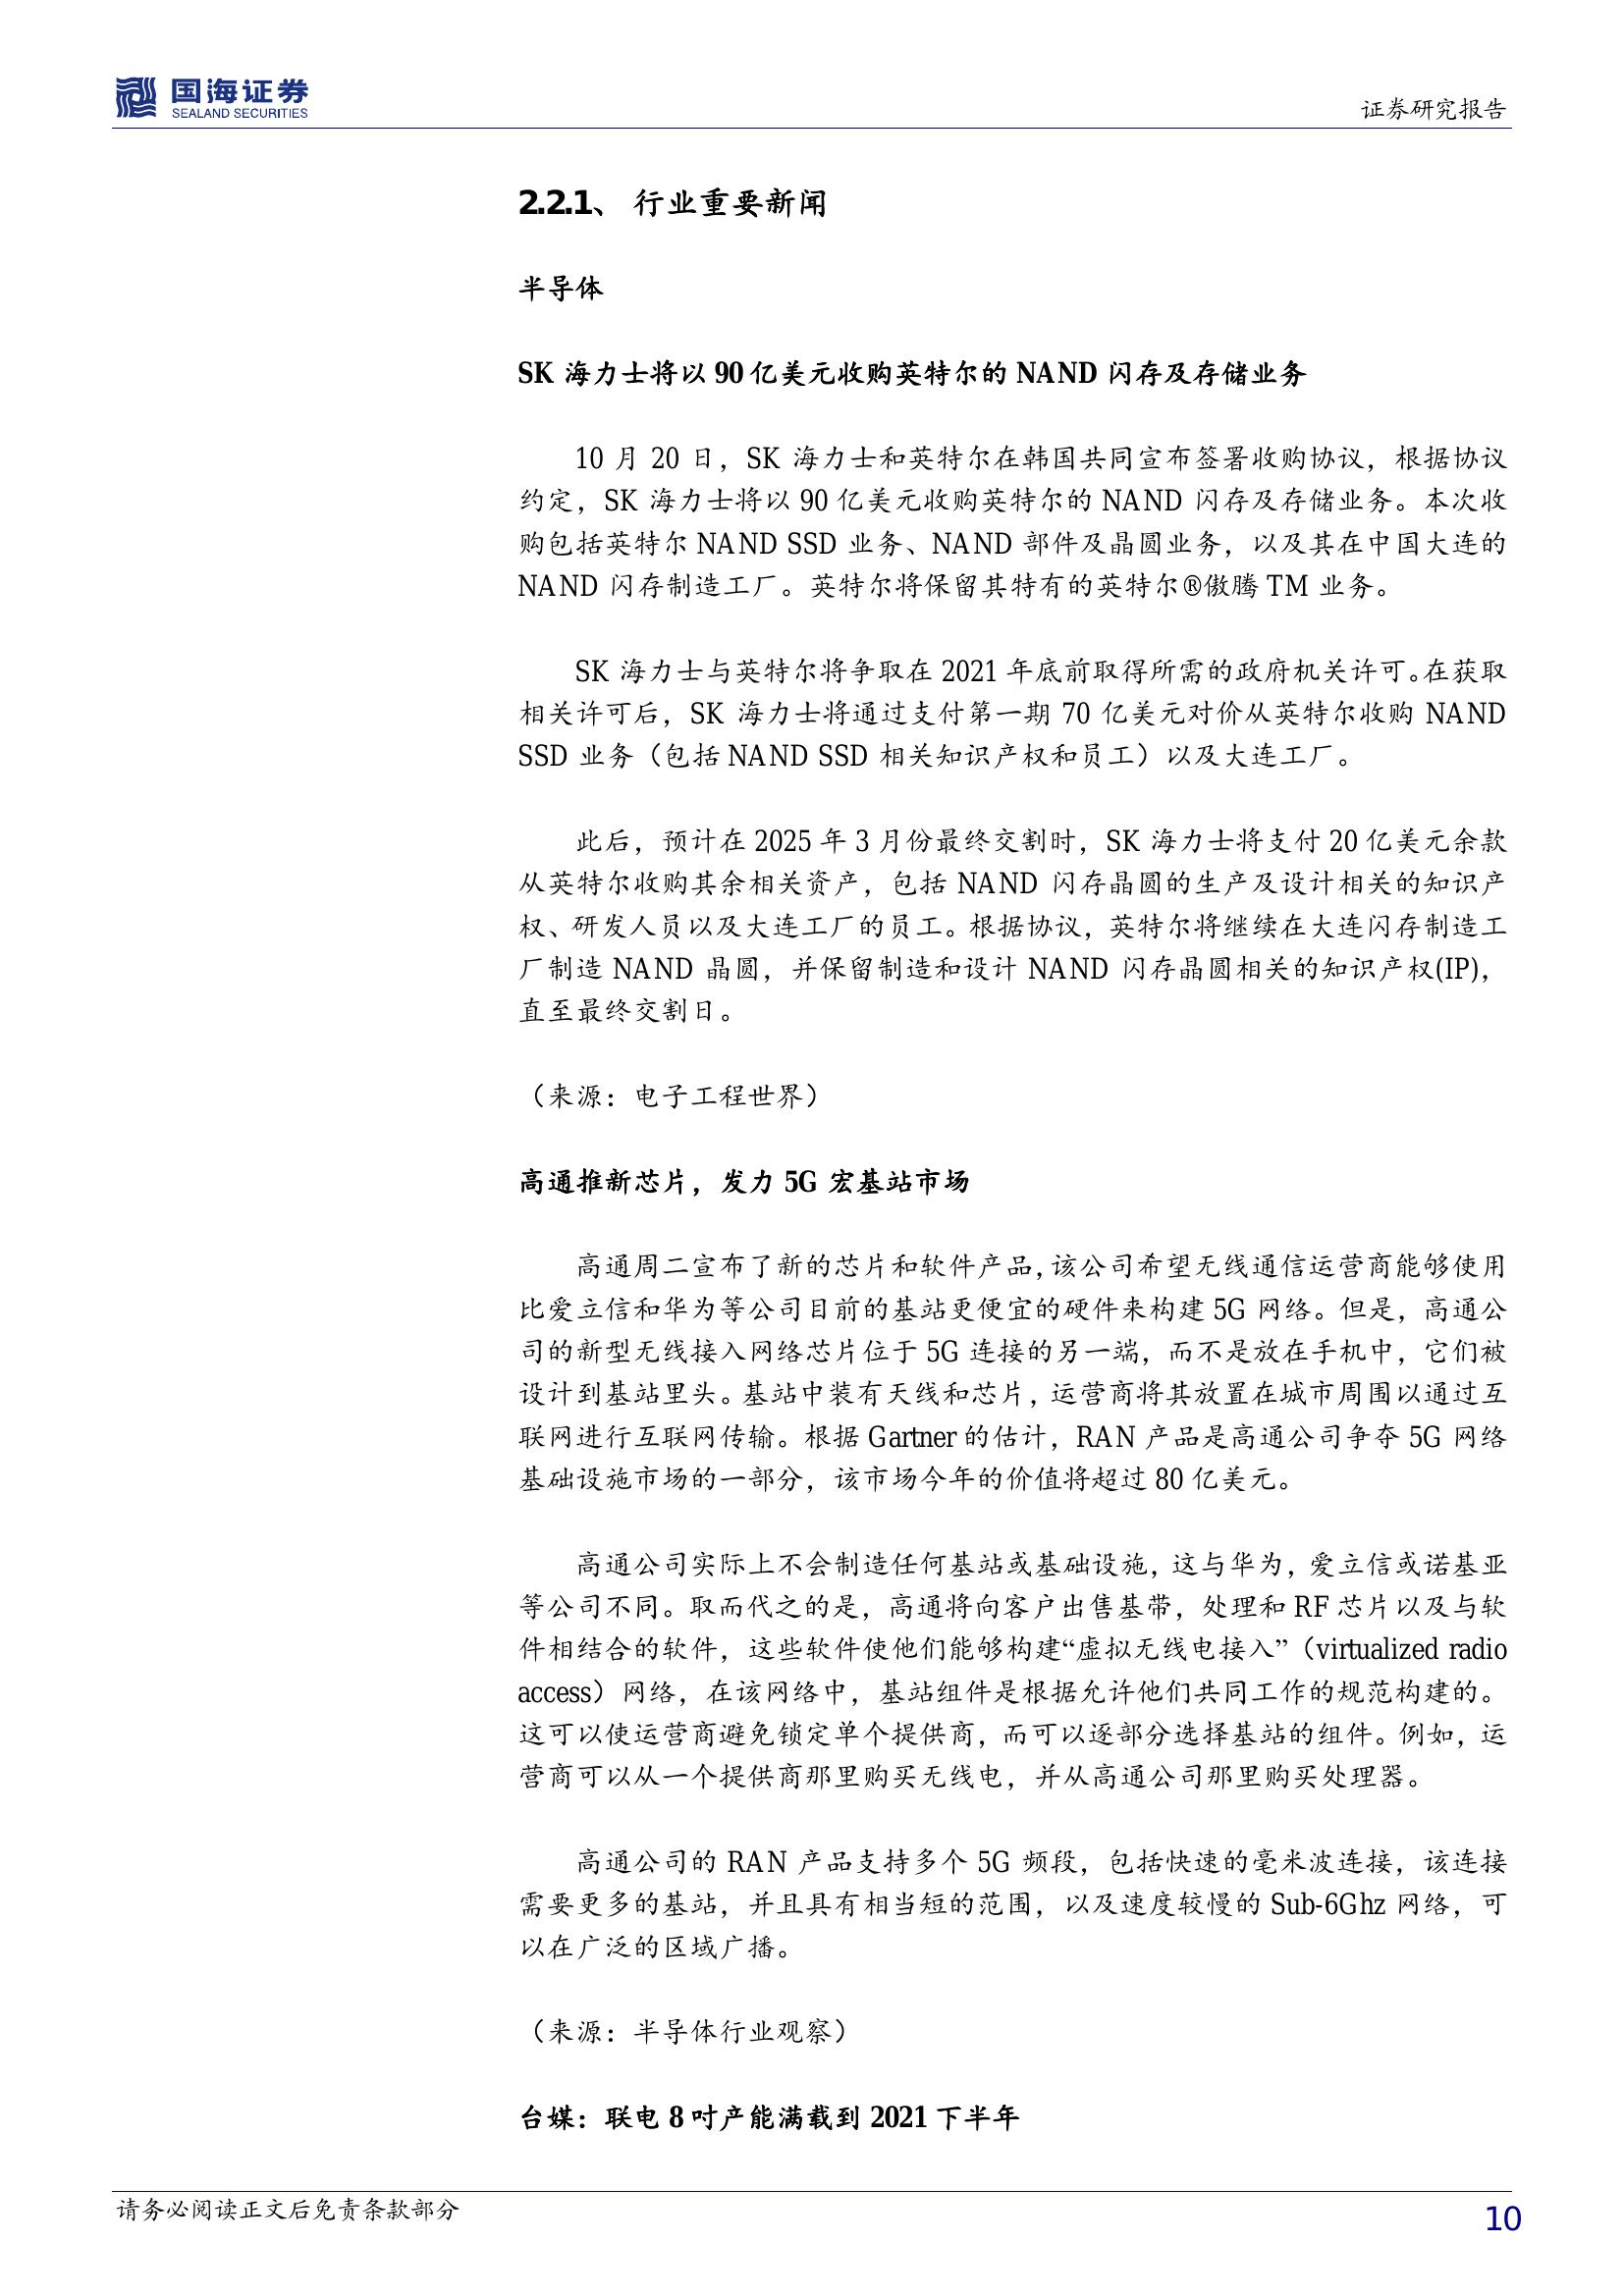 国海证券
SEALAND SECURITIES
证券研究报告
2.2.1、 行业重要新闻
半导体
SK 海力士将以 90 亿美元收购英特尔的 NAND 闪存及存储业务
10 月 20 日，SK 海力士和英特尔在韩国共同宣布签署收购协议，根据协议
约定，SK 海力士将以 90 亿美元收购英特尔的 NAND 闪存及存储业务。本次收
购包括英特尔 NAND SSD 业务、NAND 部件及晶圆业务，以及其在中国大连的
NAND 闪存制造工厂。英特尔将保留其特有的英特尔®傲腾 TM 业务。
SK 海力士与英特尔将争取在 2021 年底前取得所需的政府机关许可。在获取
相关许可后，SK 海力士将通过支付第一期 70 亿美元对价从英特尔收购 NAND
SSD 业务（包括 NAND SSD 相关知识产权和员工）以及大连工厂。
此后，预计在 2025 年 3 月份最终交割时，SK 海力士将支付 20 亿美元余款
从英特尔收购其余相关资产，包括 NAND 闪存晶圆的生产及设计相关的知识产
权、研发人员以及大连工厂的员工。根据协议，英特尔将继续在大连闪存制造工
厂制造 NAND 晶圆，并保留制造和设计 NAND 闪存晶圆相关的知识产权(IP)，
直至最终交割日。
（来源：电子工程世界）
高通推新芯片，发力 5G 宏基站市场
高通周二宣布了新的芯片和软件产品，该公司希望无线通信运营商能够使用
比爱立信和华为等公司目前的基站更便宜的硬件来构建 5G 网络。但是，高通公
司的新型无线接入网络芯片位于 5G 连接的另一端，而不是放在手机中，它们被
设计到基站里头。基站中装有天线和芯片，运营商将其放置在城市周围以通过互
联网进行互联网传输。根据 Gartner 的估计，RAN 产品是高通公司争夺 5G 网络
基础设施市场的一部分，该市场今年的价值将超过 80 亿美元。
高通公司实际上不会制造任何基站或基础设施，这与华为，爱立信或诺基亚
等公司不同。取而代之的是，高通将向客户出售基带，处理和 RF 芯片以及与软
件相结合的软件，这些软件使他们能够构建“虚拟无线电接入”（virtualized radio
access）网络，在该网络中，基站组件是根据允许他们共同工作的规范构建的。
这可以使运营商避免锁定单个提供商，而可以逐部分选择基站的组件。例如，运
营商可以从一个提供商那里购买无线电，并从高通公司那里购买处理器。
高通公司的 RAN 产品支持多个 5G 频段，包括快速的毫米波连接，该连接
需要更多的基站，并且具有相当短的范围，以及速度较慢的 Sub-6Ghz 网络，可
以在广泛的区域广播。
（来源：半导体行业观察）
台媒：联电 8 吋产能满载到 2021 下半年
请务必阅读正文后免责条款部分
10